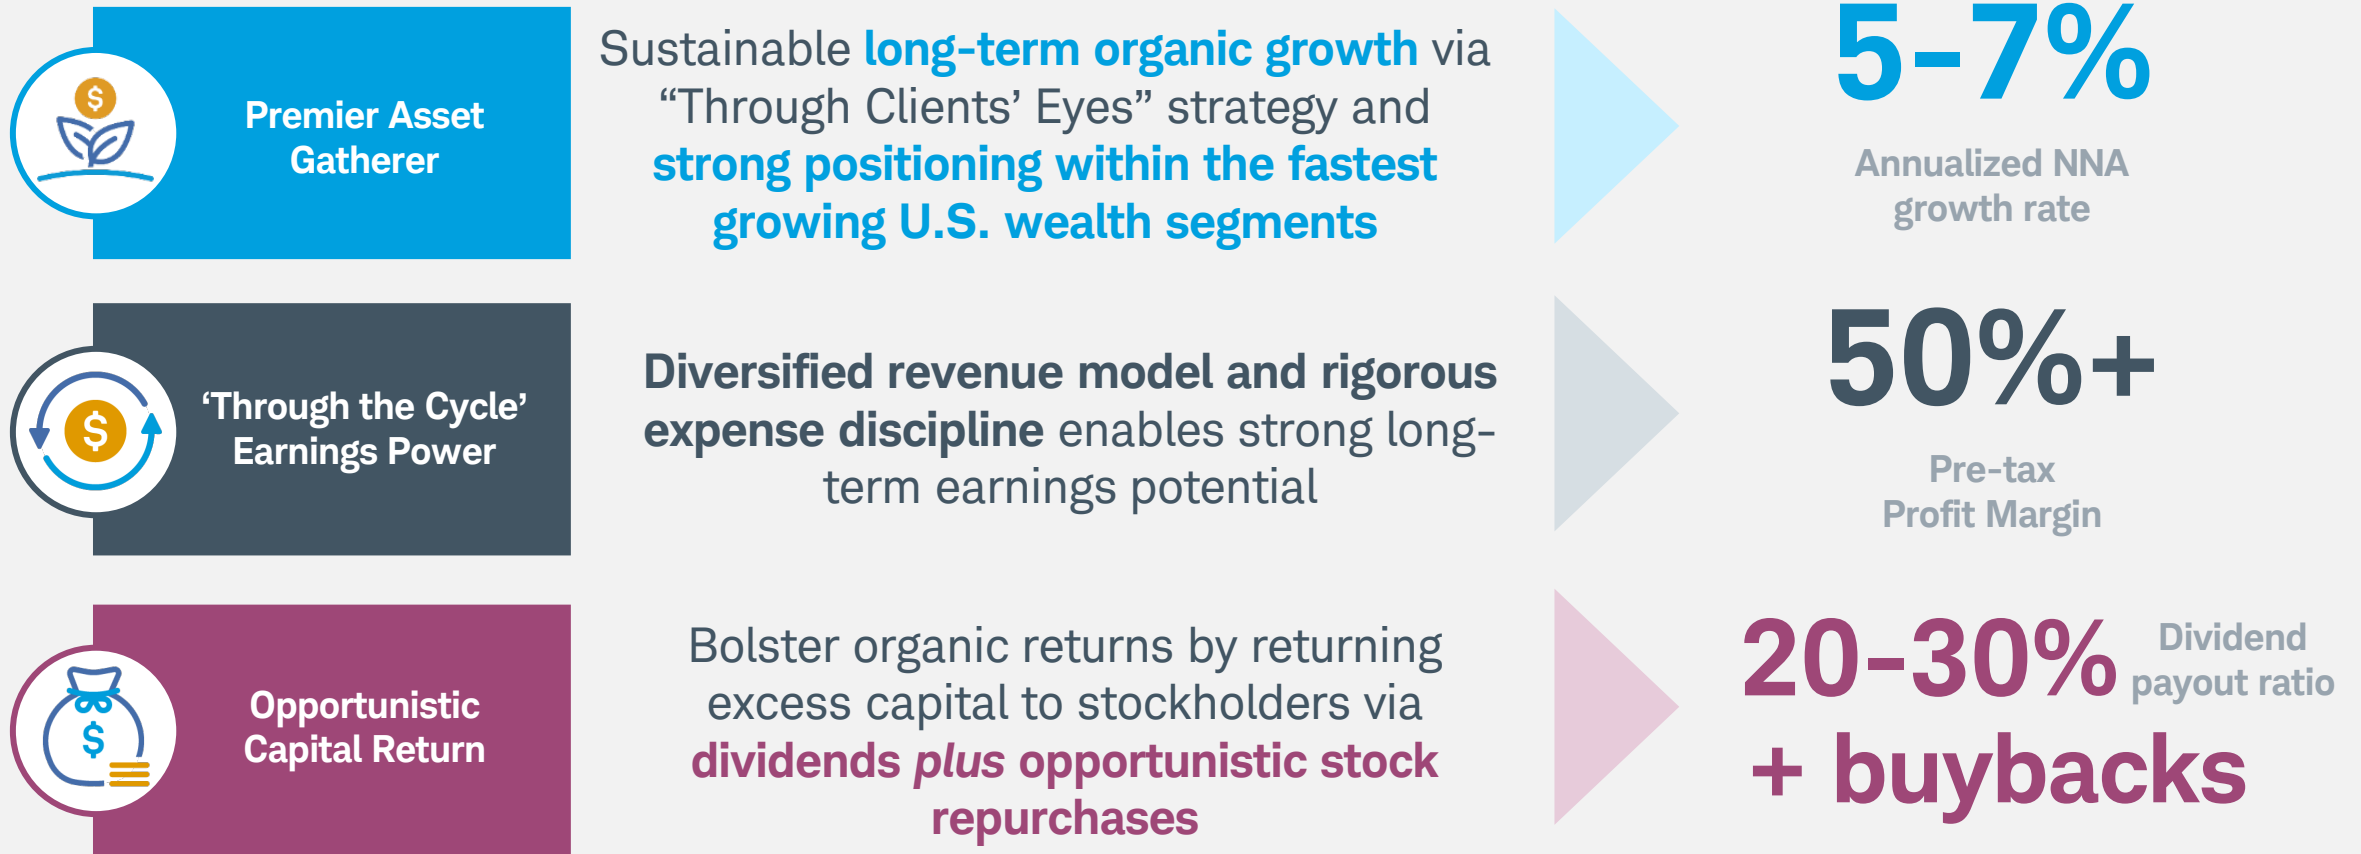 Premier Asset
Gatherer
Sustainable long-term organic growth via
“Through Clients’ Eyes” strategy and
strong positioning within the fastest
growing U.S. wealth segments
5-7%
Annualized NNA
growth rate
‘Through the Cycle’
Earnings Power
Diversified revenue model and rigorous
expense discipline enables strong long-
term earnings potential
50%+
Pre-tax
Profit Margin
Opportunistic
Capital Return
Bolster organic returns by returning
excess capital to stockholders via
dividends plus opportunistic stock
repurchases
20-30%
Dividend
payout ratio
+ buybacks
$
$
$